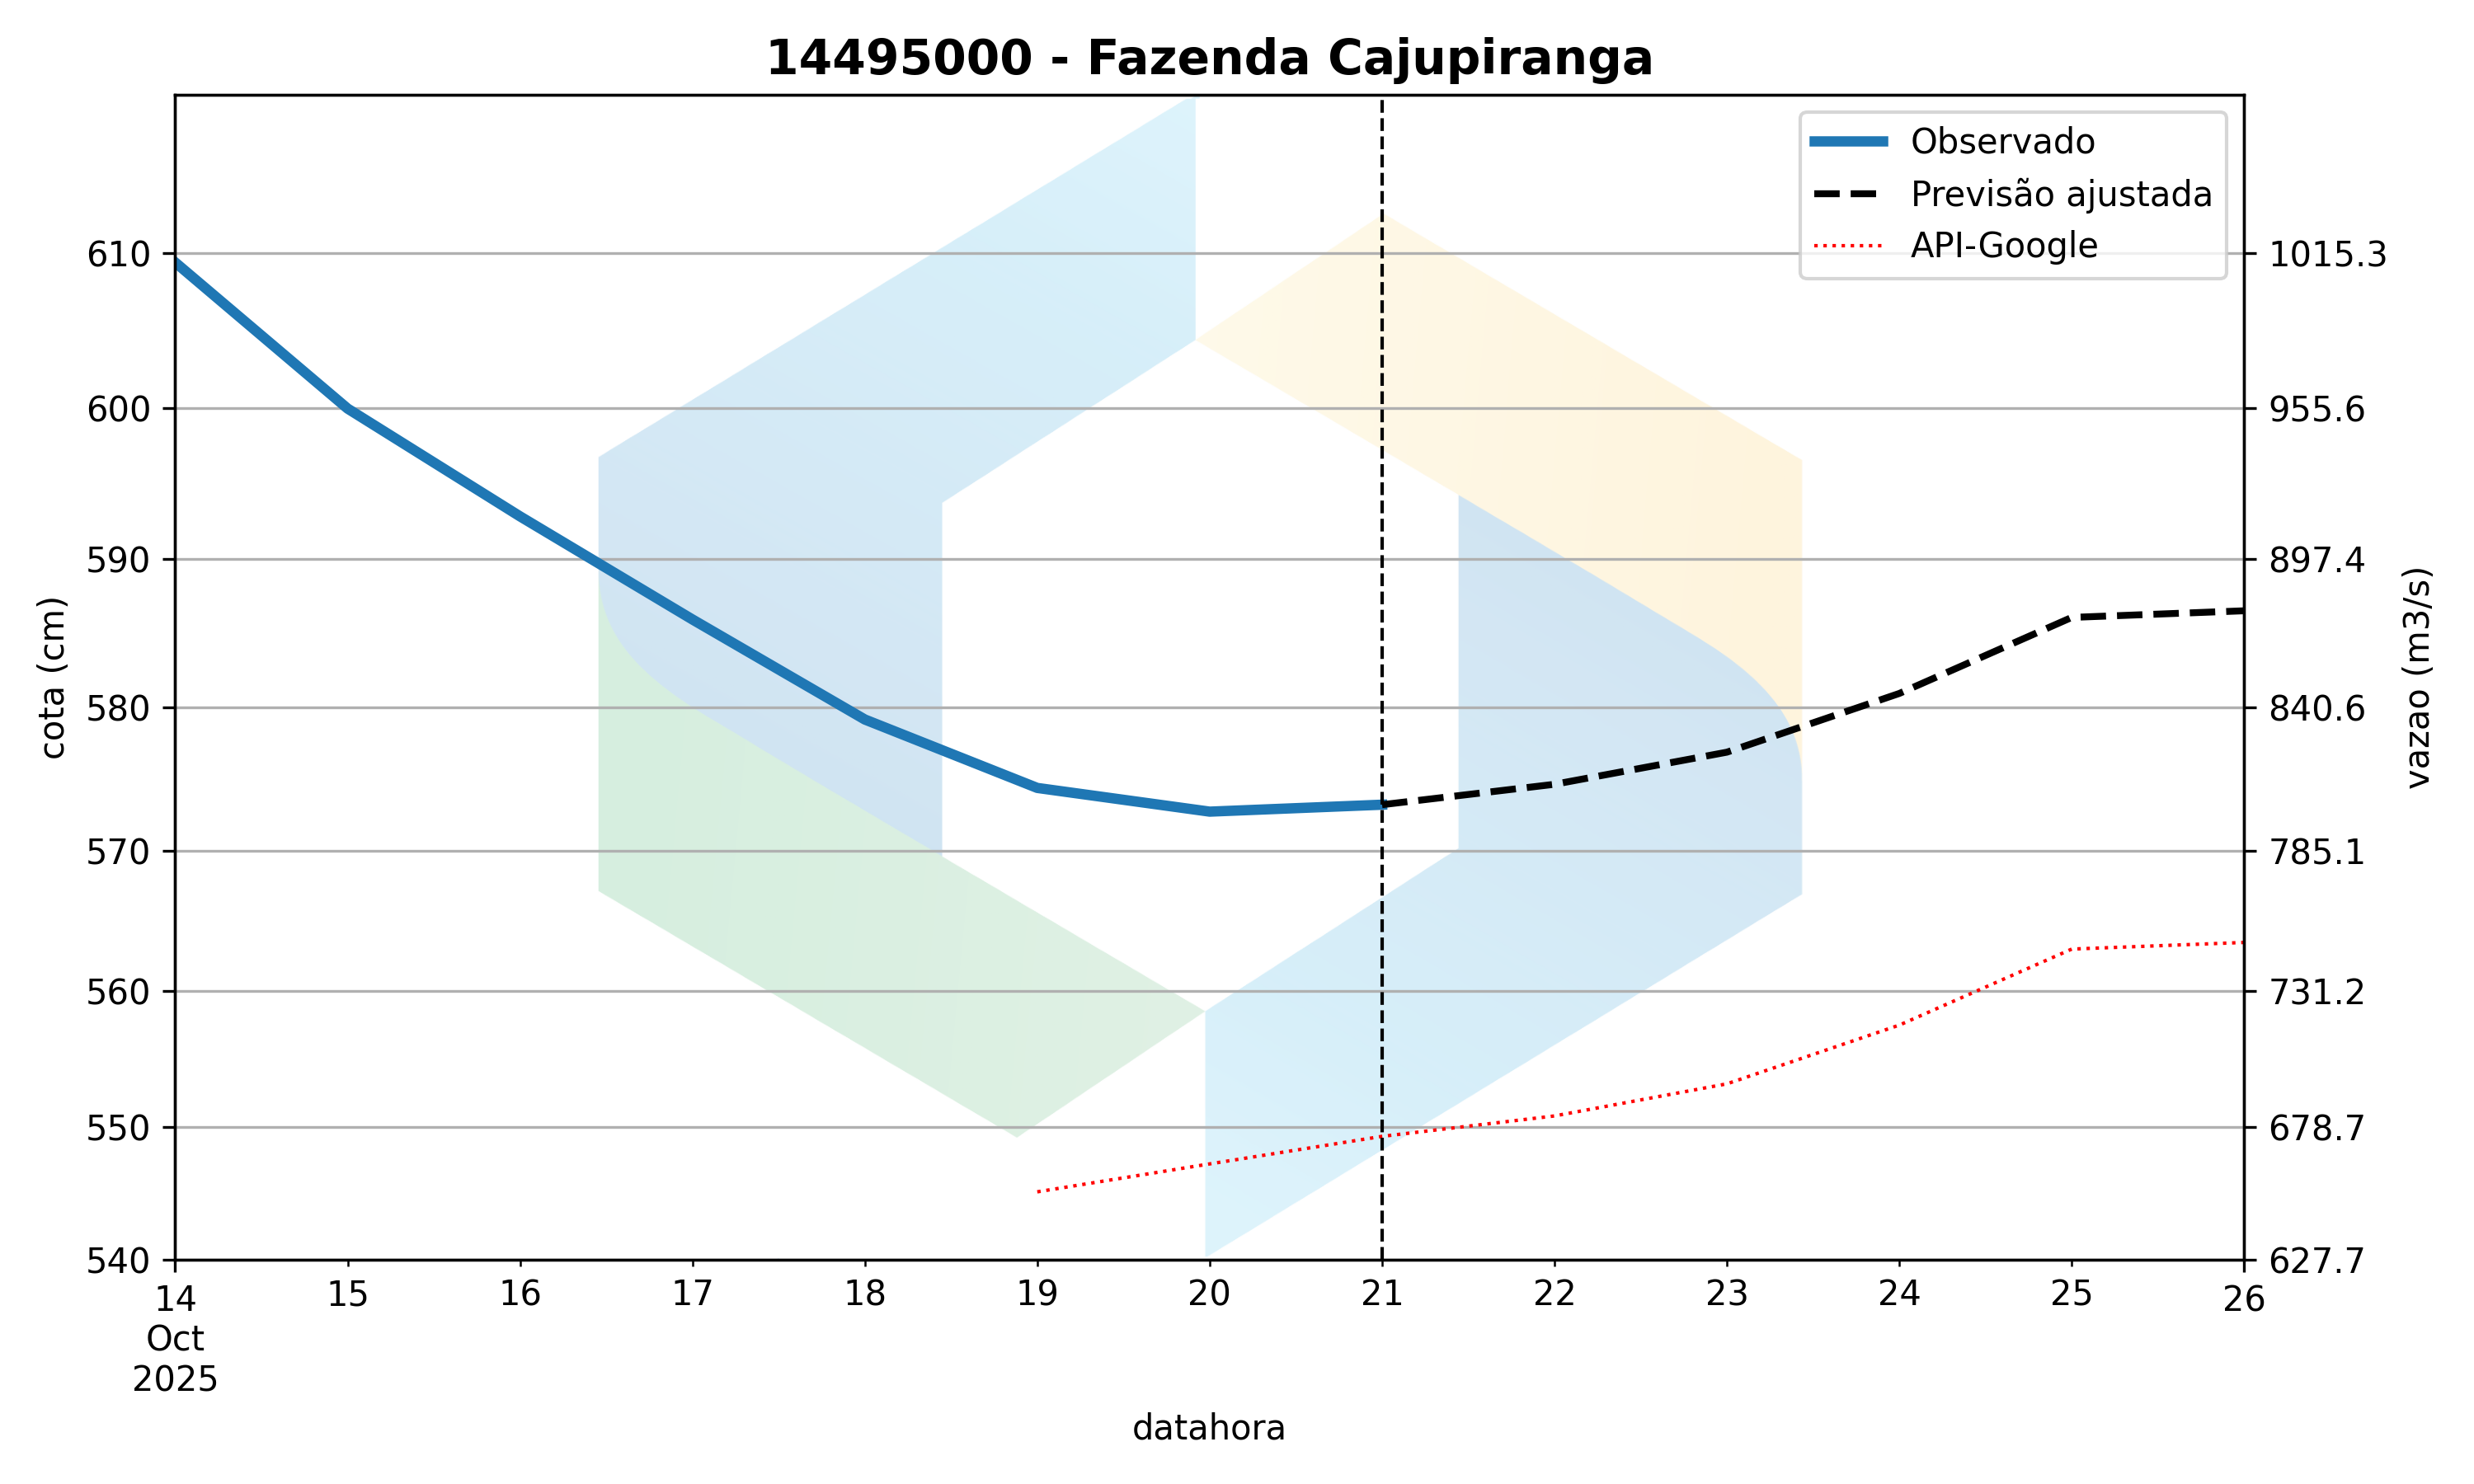 14495000 - Fazenda Cajupiranga
Observado
Previsão ajustada
API-Google
610
600
590
580
570
560
550
540
cota (cm)
1015.3
955.6
897.4
840.6
785.1
731.2
678.7
627.7
vazao (m3/s)
14 15 16 17 18 19 20 21 22 23 24 25 26
Oct
2025
datahora